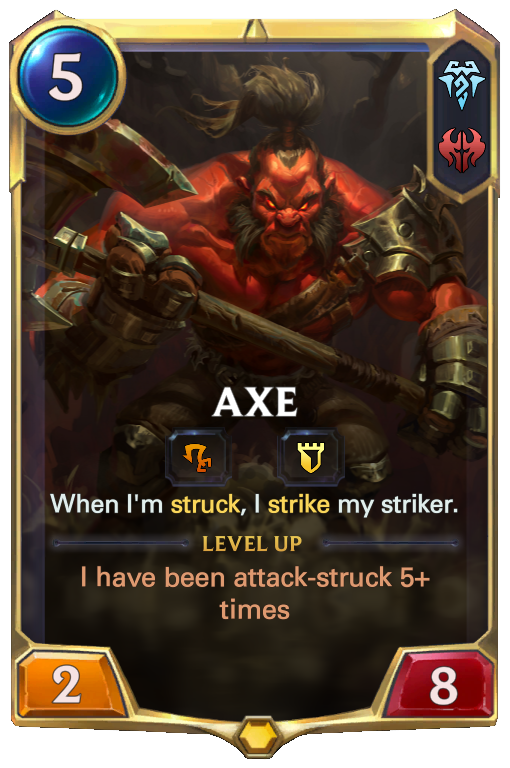 5
AXE
When I'm struck, I strike my striker.
LEVEL UP
I have been attack-struck 5+
times
2
8